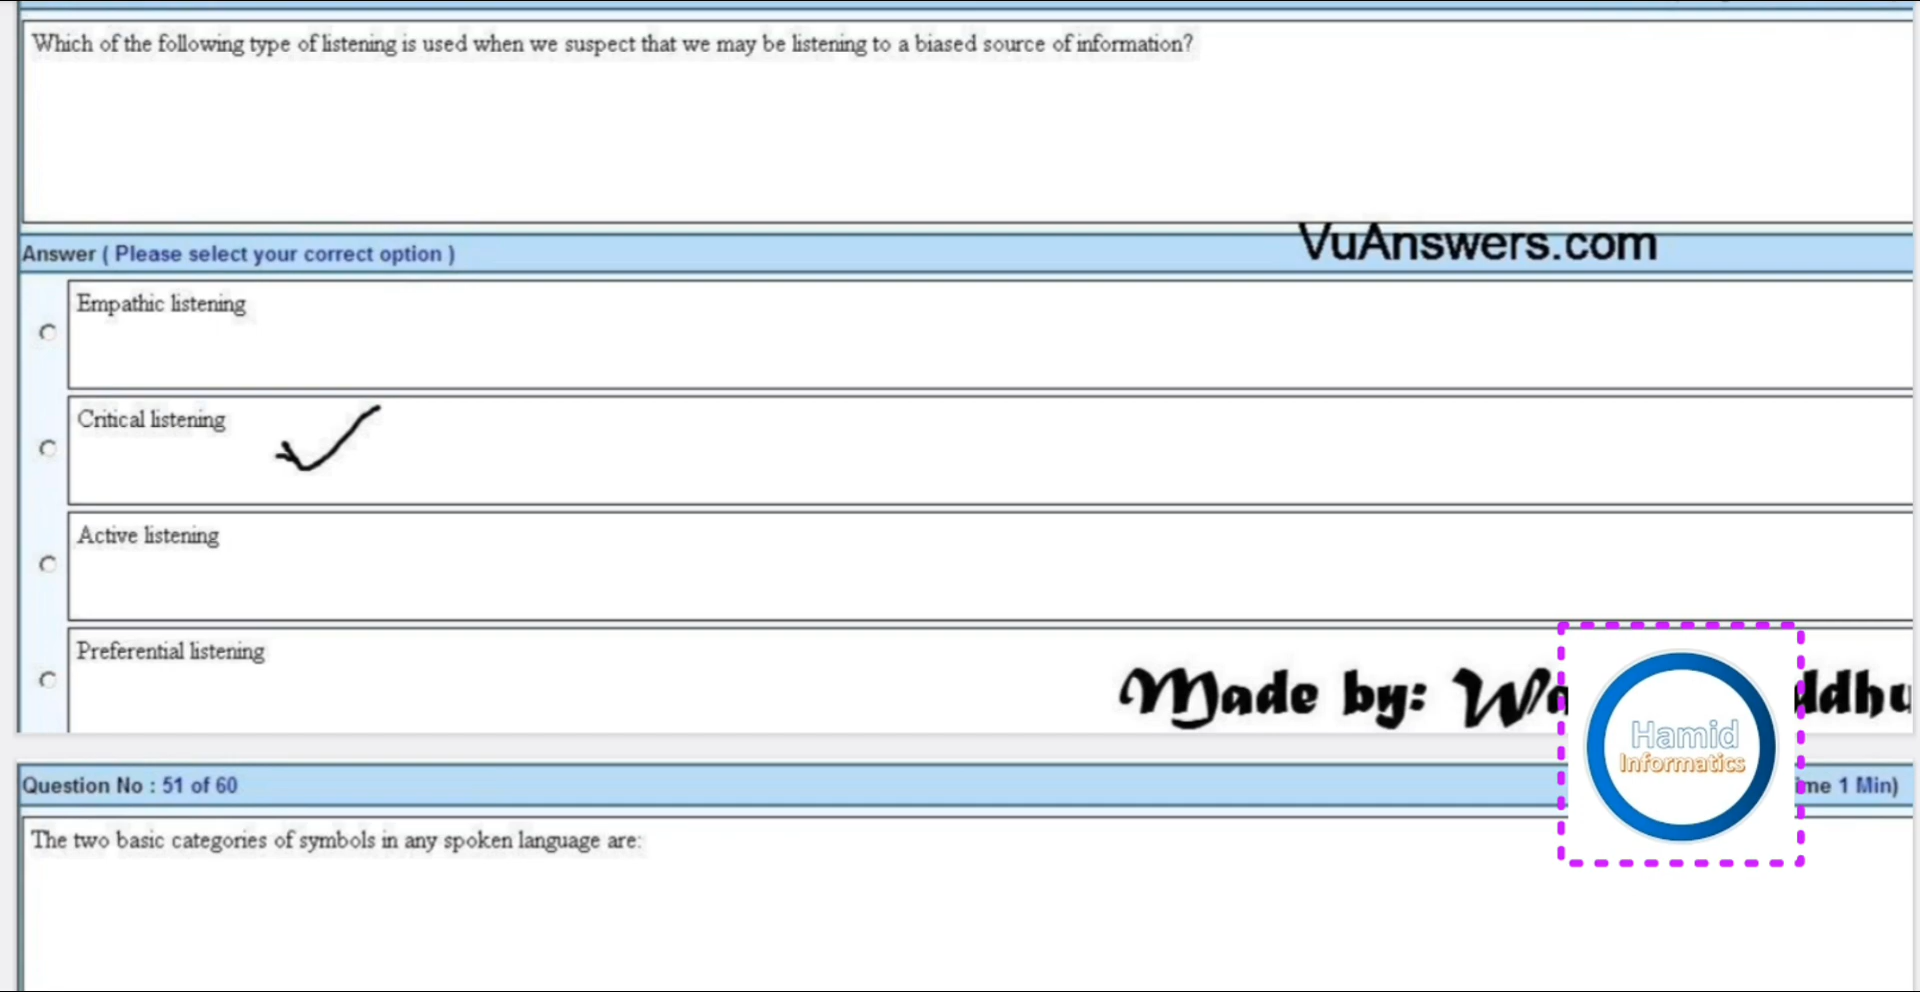 Which of the following type of listening is used when we suspect that we may be listening to a biased source of information?
VuAnswers.com
Answer ( Please select your correct option )
Empathic listening
Critical listening
Active listening
Preferential listening
Made by:
Hamid
Informatics
Question No : 51 of 60
1 Min)
The two basic categories of symbols in any spoken language are: